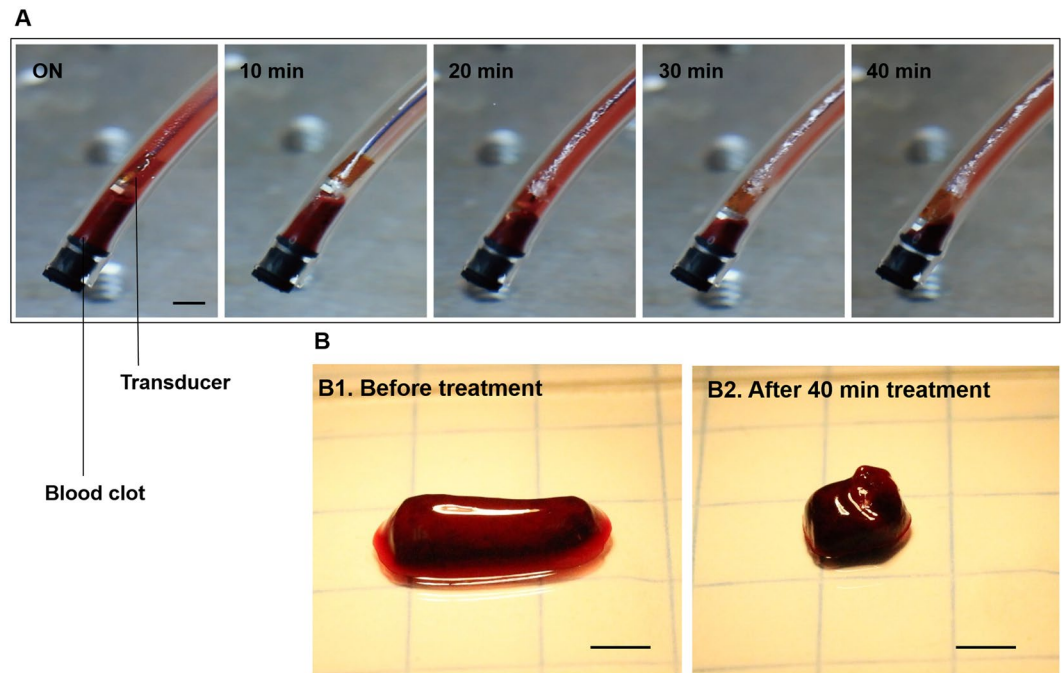 A
ON
10 min
20 min
30 min
40 min
Transducer
Blood clot
B
B1. Before treatment
B2. After 40 min treatment